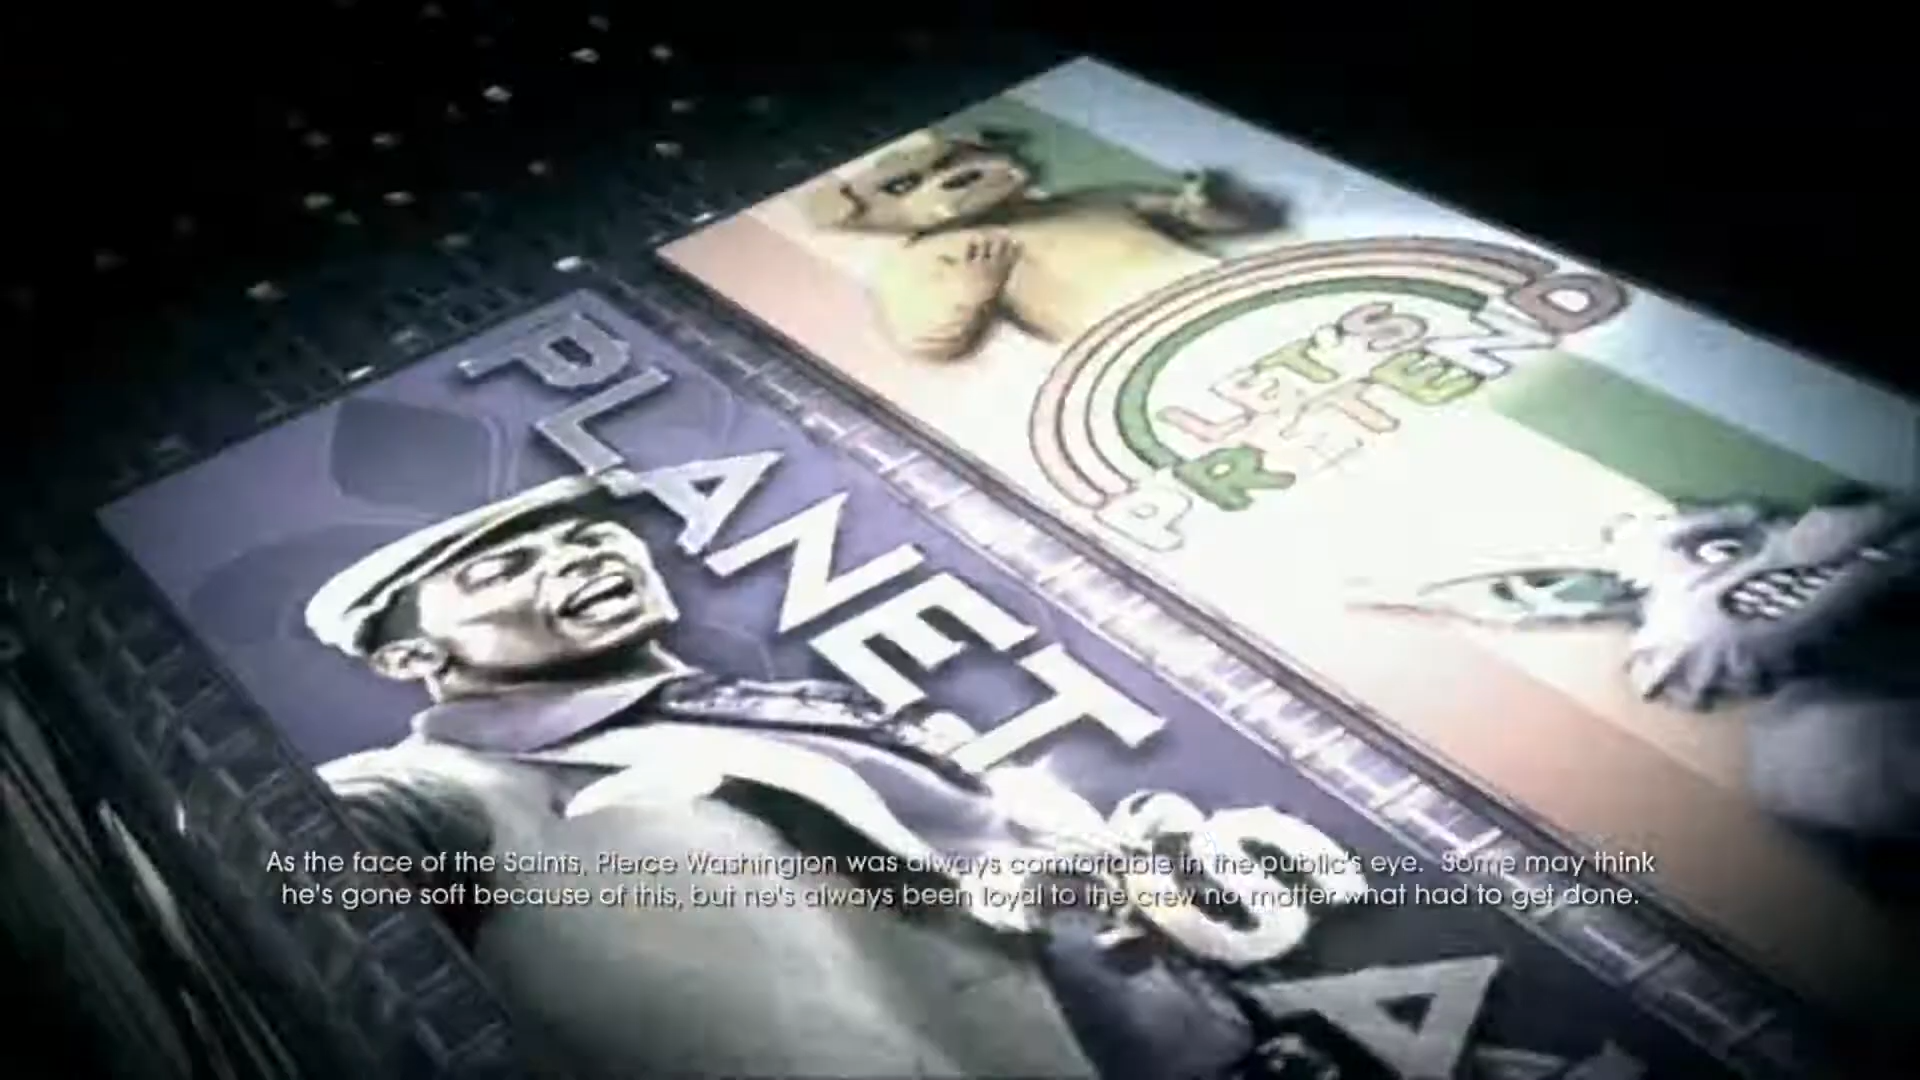 LET'S
PRETEND
PLANET
SA
As the face of the Saints, Pierce Washington was always comfortable in the public's eye. Some may think
he's gone soft because of this, but he's always been loyal to the crew no matter what had to get done.